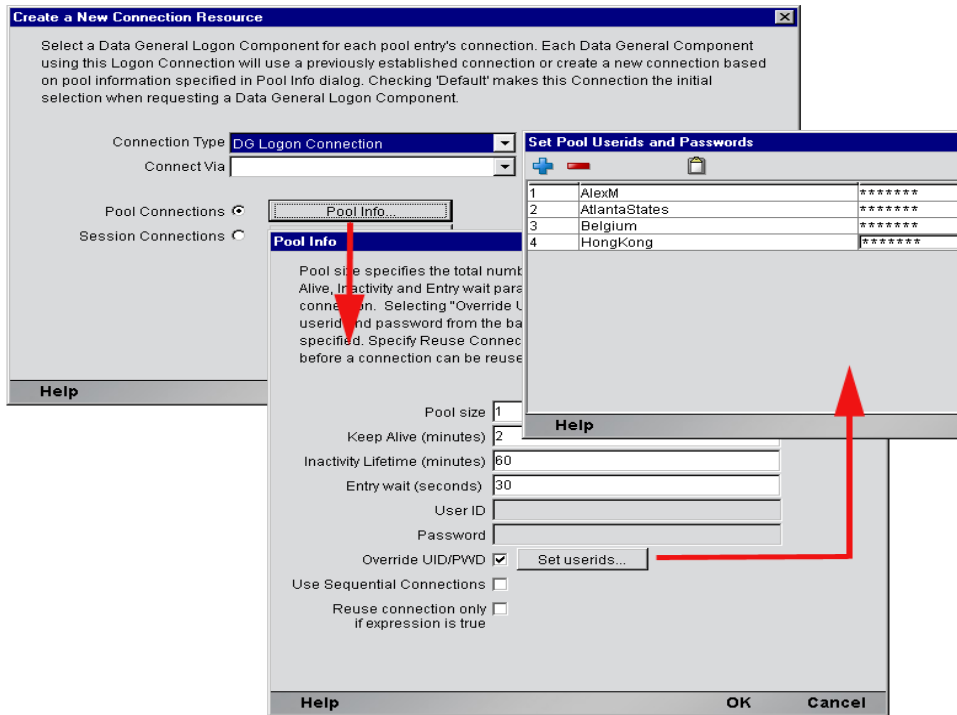 Create a New Connection Resource
Select a Data General Logon Component for each pool entry's connection. Each Data General Component
using this Logon Connection will use a previously established connection or create a new connection based
on pool information specified in Pool Info dialog. Checking 'Default' makes this Connection the initial
selection when requesting a Data General Logon Component.
Connection Type DG Logon Connection
Connect Via
Pool Connections Pool Info...
Session Connections
Help
Set Pool Userids and Passwords
1 AlexM *******
2 AtlantaStates *******
3 Belgium *******
4 HongKong *******
Help
Pool Info
Pool size specifies the total numb
Alive, Inactivity and Entry wait para
connection. Selecting "Override U
userid and password from the ba
specified. Specify Reuse Connec
before a connection can be reuse
Pool size 1
Keep Alive (minutes) 2
Inactivity Lifetime (minutes) 60
Entry wait (seconds) 30
User ID
Password
Override UID/PWD Set userids...
Use Sequential Connections
Reuse connection only
if expression is true
Help OK Cancel